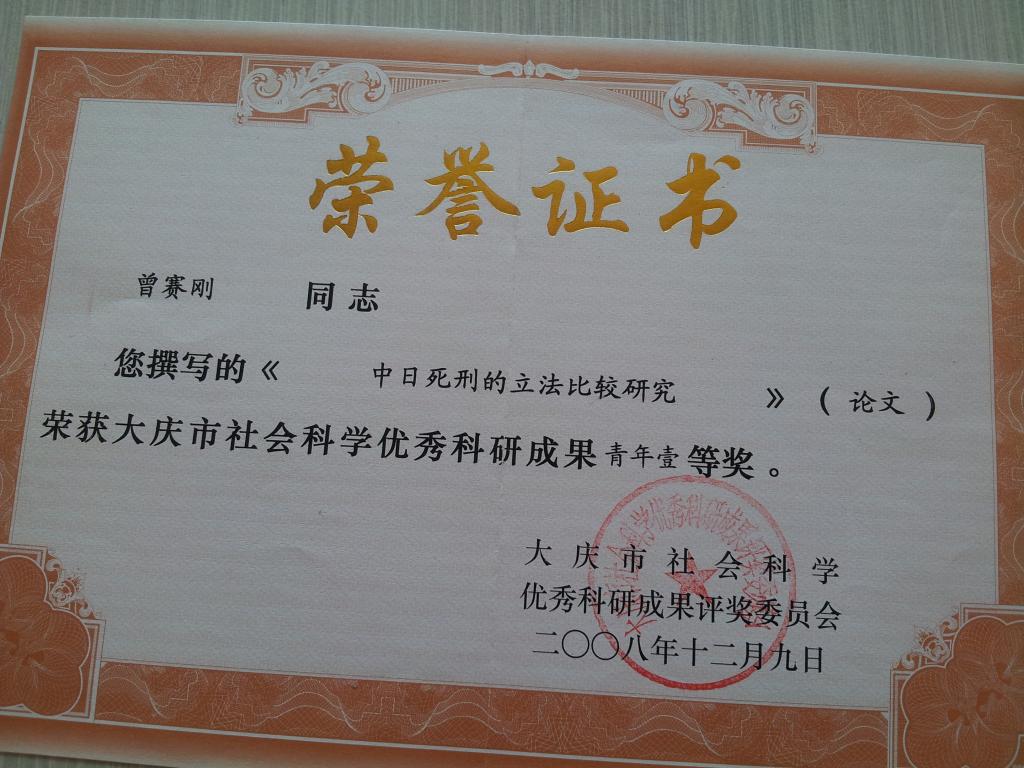 荣誉证书
曾赛刚 同志
您撰写的《 中日死刑的立法比较研究 》（论文）
荣获大庆市社会科学优秀科研成果青年壹等奖。
大庆市社会科学
优秀科研成果评奖委员会
二〇〇八年十二月九日